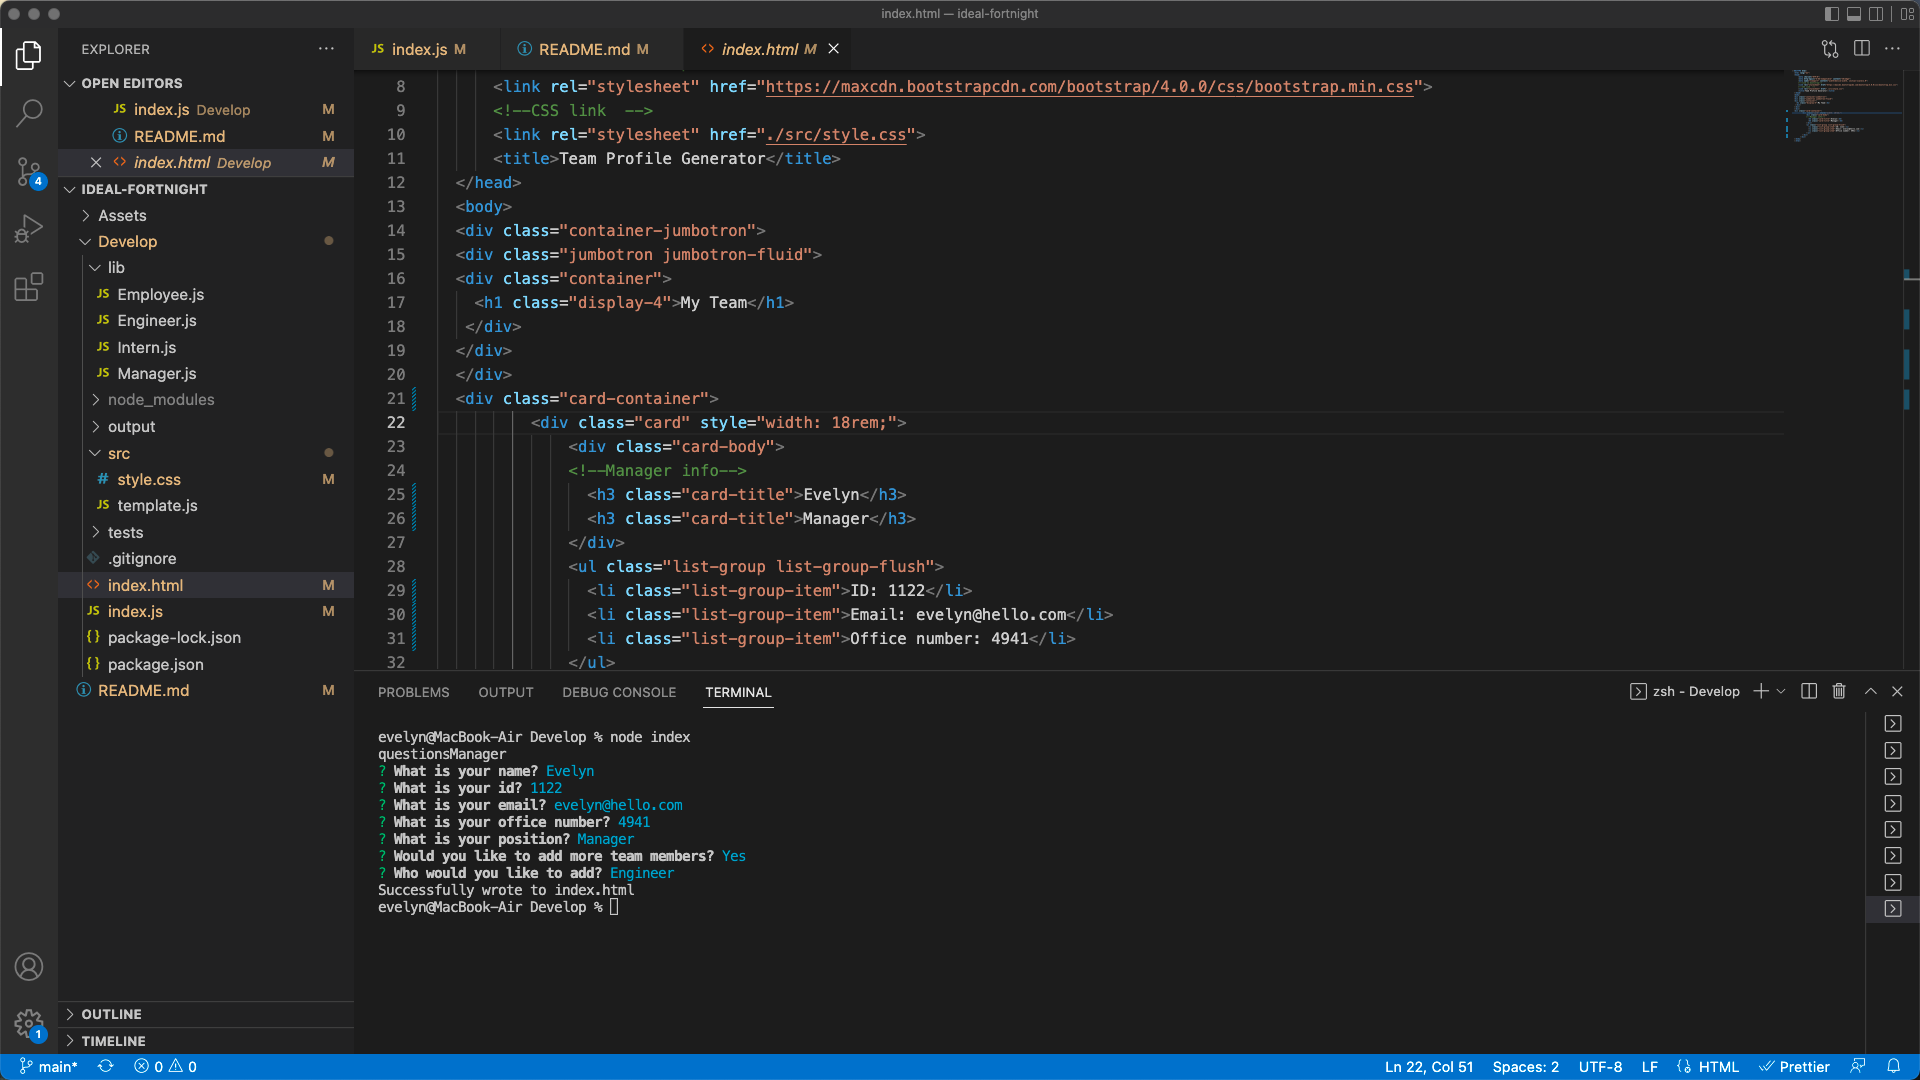 index.html — ideal-fortnight
EXPLORER
OPEN EDITORS
JS index.js Develop M
README.md M
<> index.html Develop M
4
IDEAL-FORTNIGHT
Assets
Develop
lib
JS Employee.js
JS Engineer.js
JS Intern.js
JS Manager.js
node_modules
output
src
# style.css M
JS template.js
tests
.gitignore
<> index.html M
JS index.js M
{} package-lock.json
{} package.json
README.md M
OUTLINE
1
TIMELINE
JS index.js M
README.md M
<> index.html M
8 <link rel="stylesheet" href="https://maxcdn.bootstrapcdn.com/bootstrap/4.0.0/css/bootstrap.min.css">
9 <!--CSS link  -->
10 <link rel="stylesheet" href="./src/style.css">
11 <title>Team Profile Generator</title>
12 </head>
13 <body>
14 <div class="container-jumbotron">
15 <div class="jumbotron jumbotron-fluid">
16 <div class="container">
17 <h1 class="display-4">My Team</h1>
18 </div>
19 </div>
20 </div>
21 <div class="card-container">
22 <div class="card" style="width: 18rem;">
23 <div class="card-body">
24 <!--Manager info-->
25 <h3 class="card-title">Evelyn</h3>
26 <h3 class="card-title">Manager</h3>
27 </div>
28 <ul class="list-group list-group-flush">
29 <li class="list-group-item">ID: 1122</li>
30 <li class="list-group-item">Email: evelyn@hello.com</li>
31 <li class="list-group-item">Office number: 4941</li>
32 </ul>
PROBLEMS OUTPUT DEBUG CONSOLE TERMINAL zsh - Develop
evelyn@MacBook-Air Develop % node index
questionsManager
? What is your name? Evelyn
? What is your id? 1122
? What is your email? evelyn@hello.com
? What is your office number? 4941
? What is your position? Manager
? Would you like to add more team members? Yes
? Who would you like to add? Engineer
Successfully wrote to index.html
evelyn@MacBook-Air Develop %
main* 0 0 Ln 22, Col 51 Spaces: 2 UTF-8 LF {} HTML Prettier